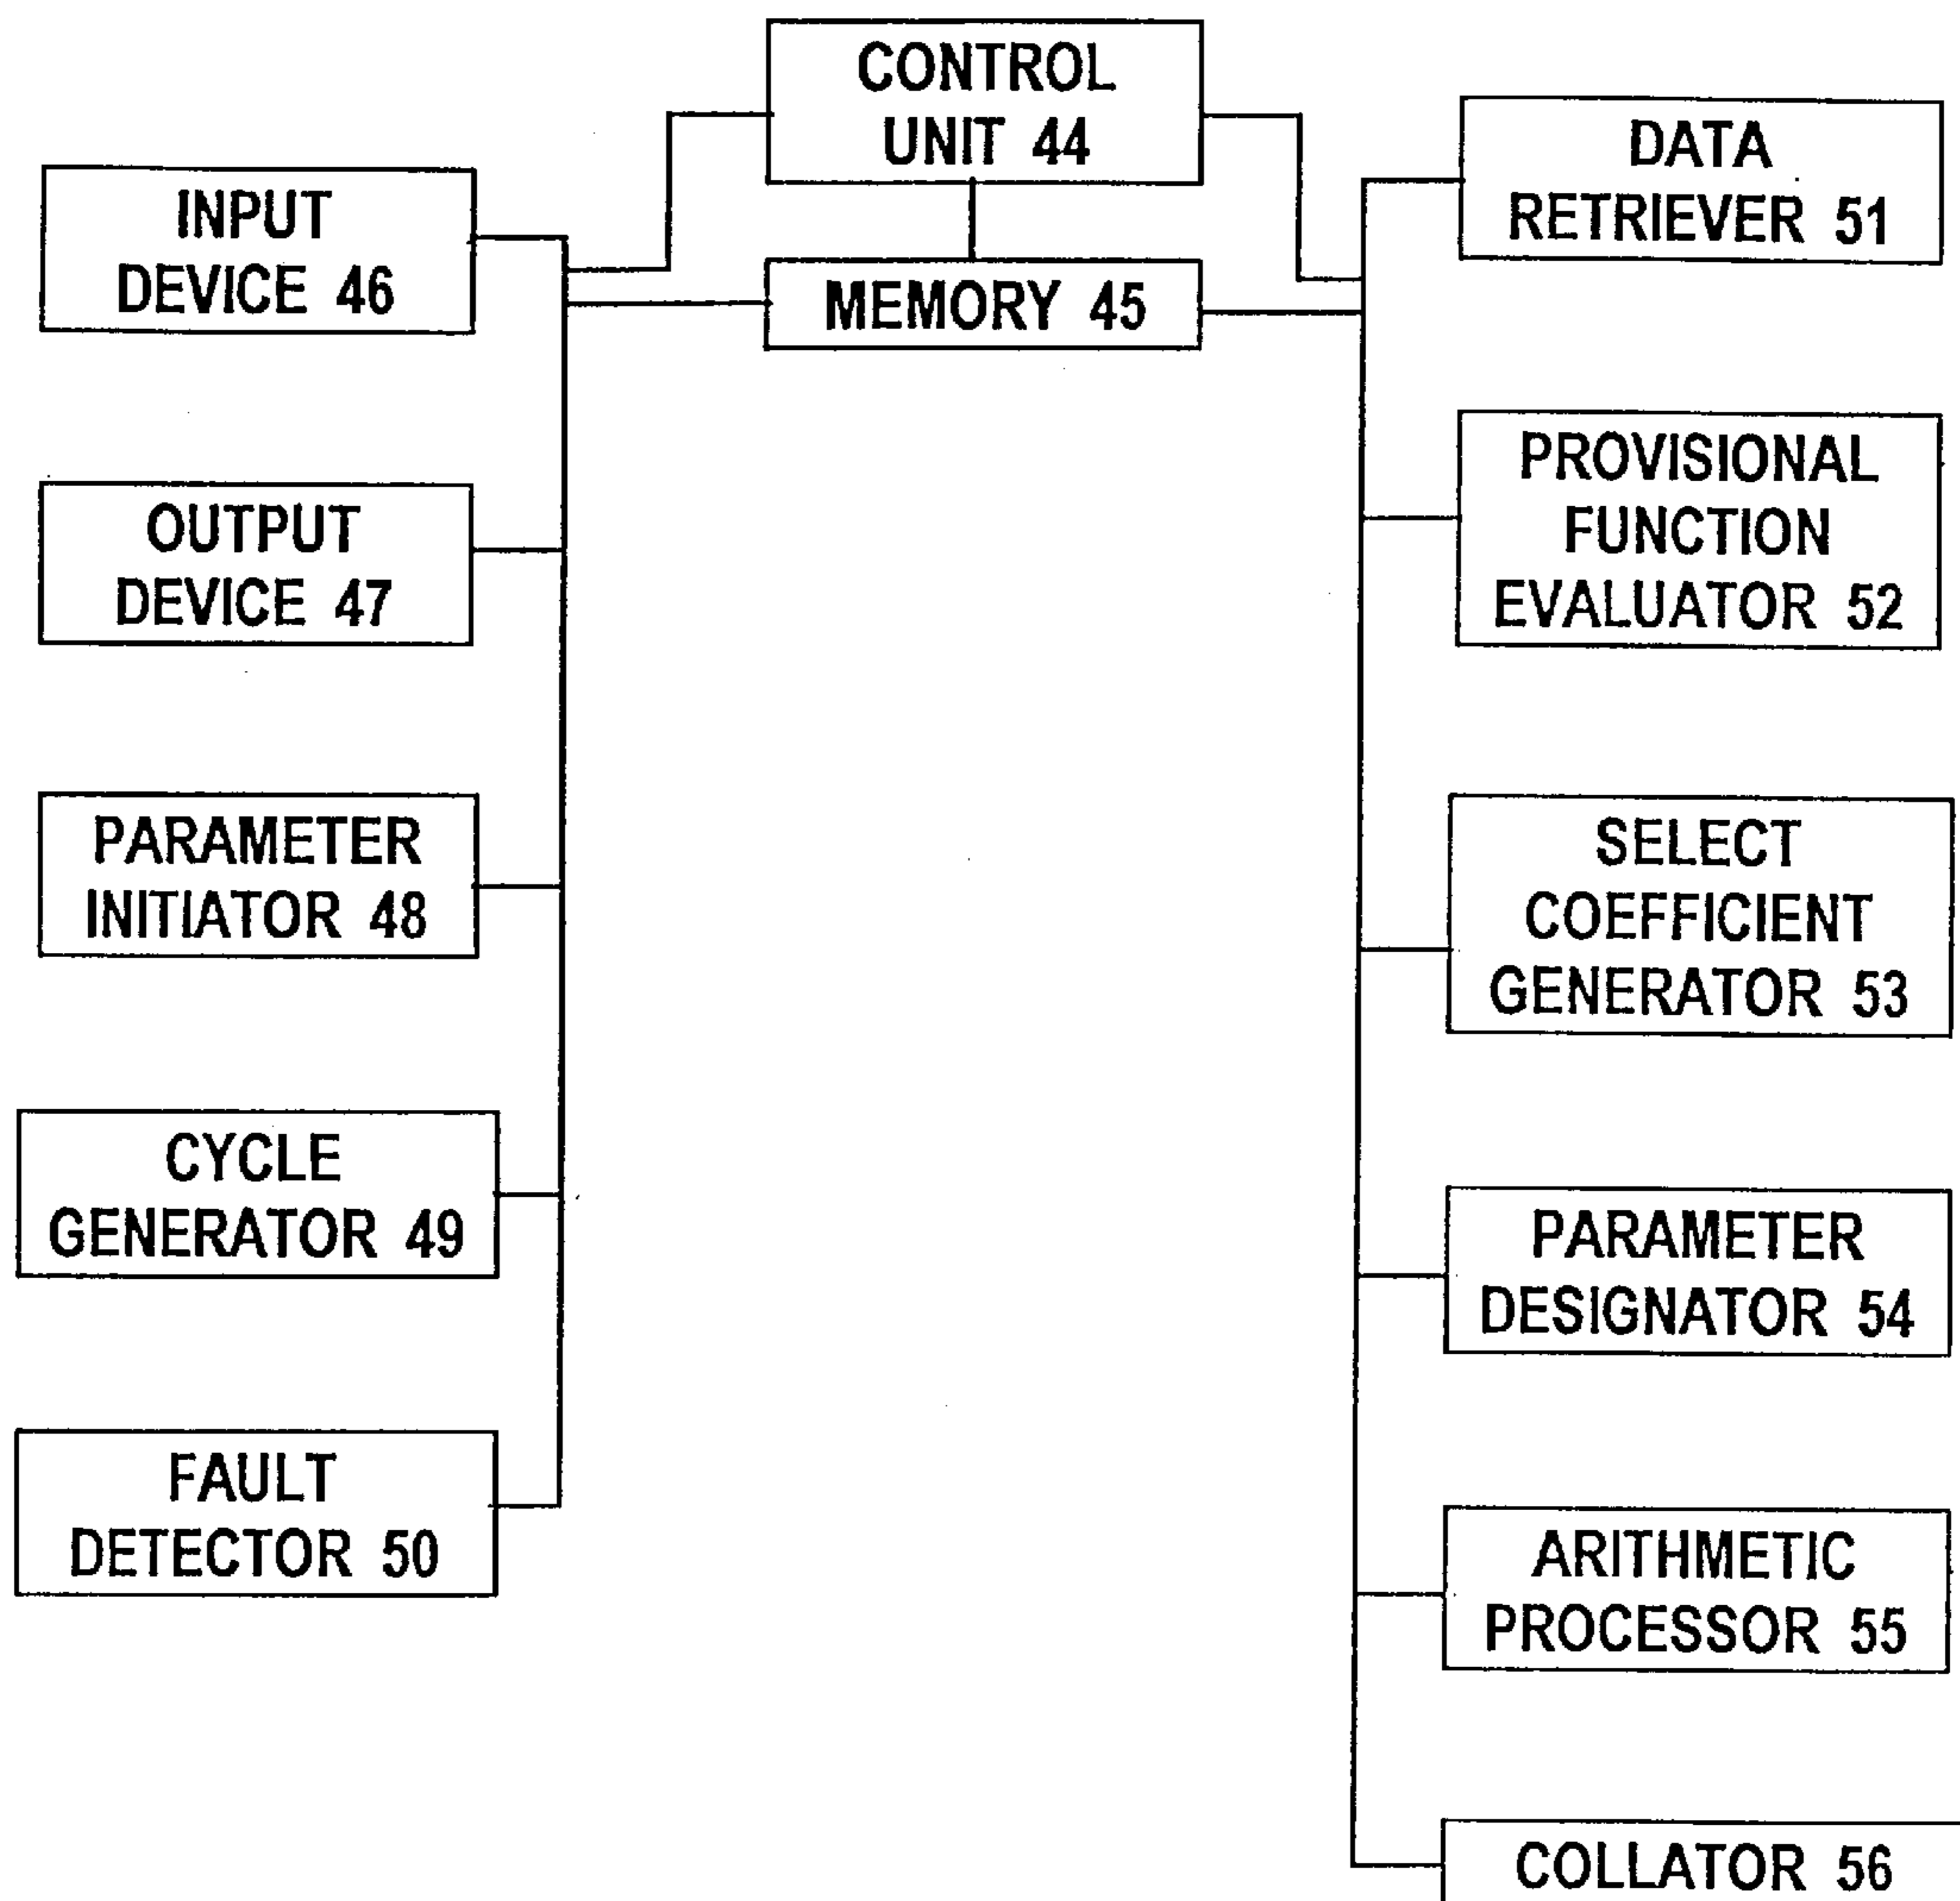 CONTROL
UNIT 44
MEMORY 45
INPUT
DEVICE 46
OUTPUT
DEVICE 47
PARAMETER
INITIATOR 48
CYCLE
GENERATOR 49
FAULT
DETECTOR 50
DATA
RETRIEVER 51
PROVISIONAL
FUNCTION
EVALUATOR 52
SELECT
COEFFICIENT
GENERATOR 53
PARAMETER
DESIGNATOR 54
ARITHMETIC
PROCESSOR 55
COLLATOR 56